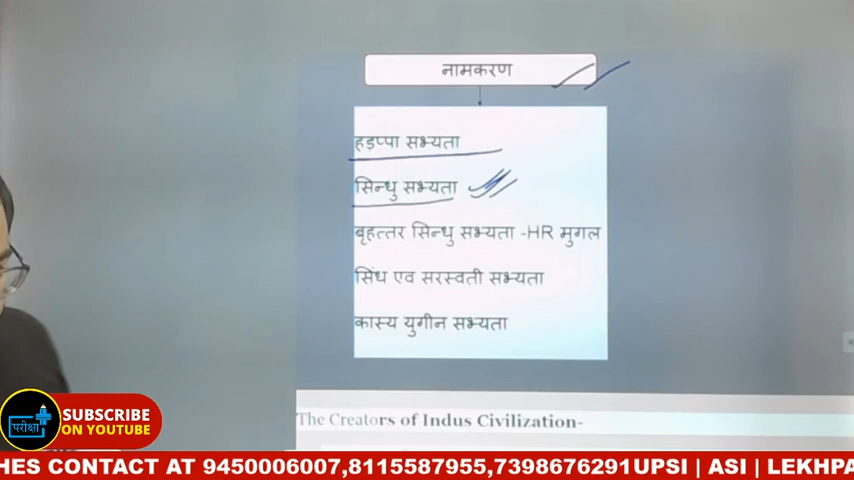 नामकरण
हड़प्पा सभ्यता
सिन्धु सभ्यता
बृहत्तर सिन्धु सभ्यता -HR मुगल
सिंध एव सरस्वती सभ्यता
कास्य युगीन सभ्यता
The Creators of Indus Civilization-
परीक्षा
SUBSCRIBE
ON YOUTUBE
HES CONTACT AT 9450006007,8115587955,7398676291UPSI | ASI | LEKHPA